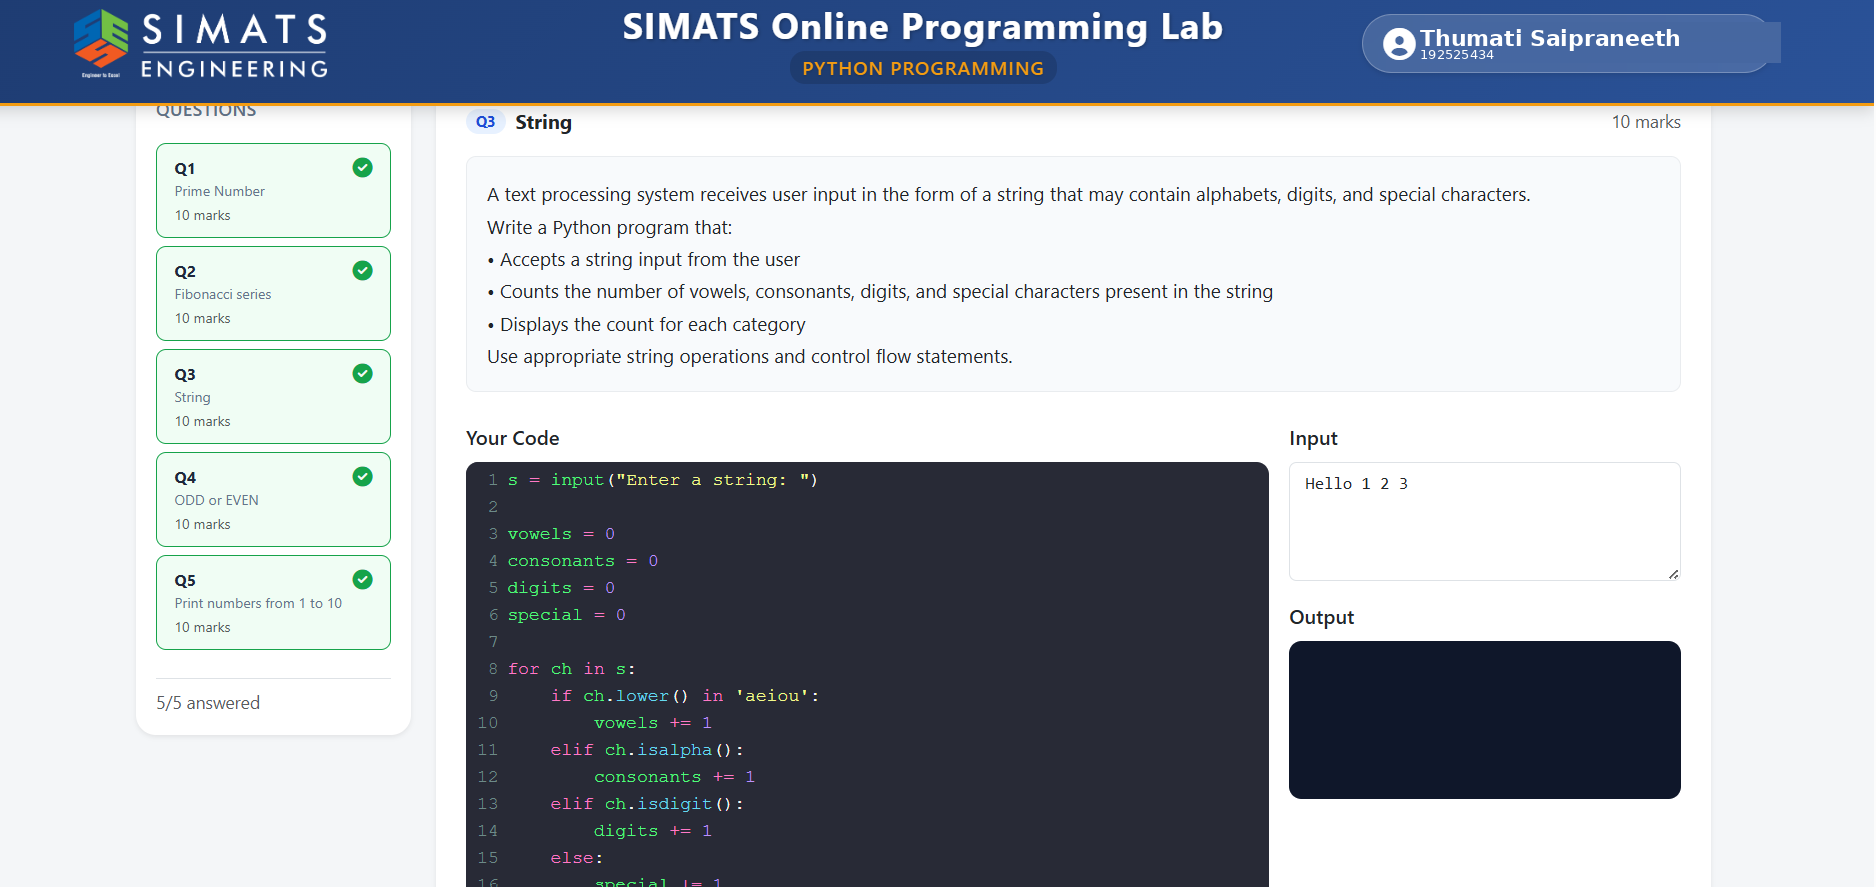 SIMATS
ENGINEERING
Engineer to Excel
SIMATS Online Programming Lab
PYTHON PROGRAMMING
Thumati Saipraneeth
192525434
QUESTIONS
Q1
Prime Number
10 marks
Q2
Fibonacci series
10 marks
Q3
String
10 marks
Q4
ODD or EVEN
10 marks
Q5
Print numbers from 1 to 10
10 marks
5/5 answered
Q3 String
10 marks
A text processing system receives user input in the form of a string that may contain alphabets, digits, and special characters.
Write a Python program that:
• Accepts a string input from the user
• Counts the number of vowels, consonants, digits, and special characters present in the string
• Displays the count for each category
Use appropriate string operations and control flow statements.
Your Code
1 s = input("Enter a string: ")
2
3 vowels = 0
4 consonants = 0
5 digits = 0
6 special = 0
7
8 for ch in s:
9     if ch.lower() in 'aeiou':
10         vowels += 1
11     elif ch.isalpha():
12         consonants += 1
13     elif ch.isdigit():
14         digits += 1
15     else:
16         special += 1
Input
Hello 1 2 3
Output